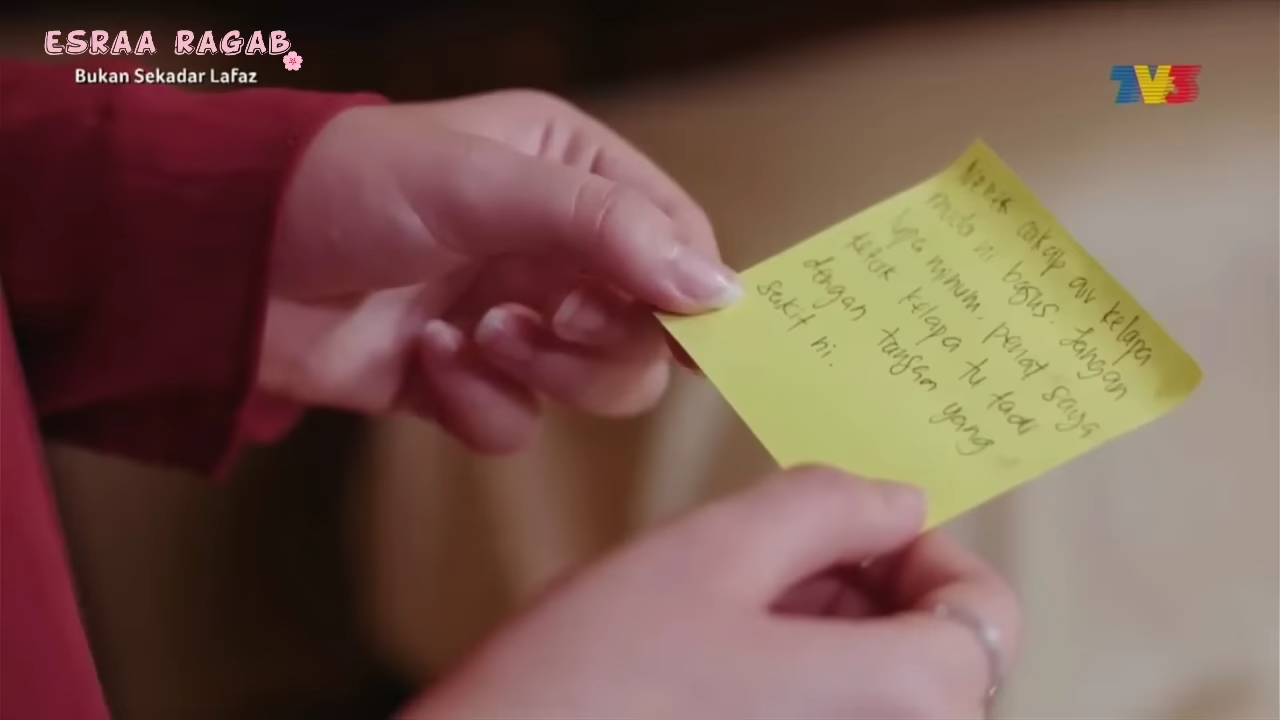 ESRAA RAGAB
Bukan Sekadar Lafaz
TV3
cakap air kelapa
muda ni bagus. Jangan
lupa minum. penat saya
ketuk kelapa tu tadi
dengan tangan yang
sakit ni.